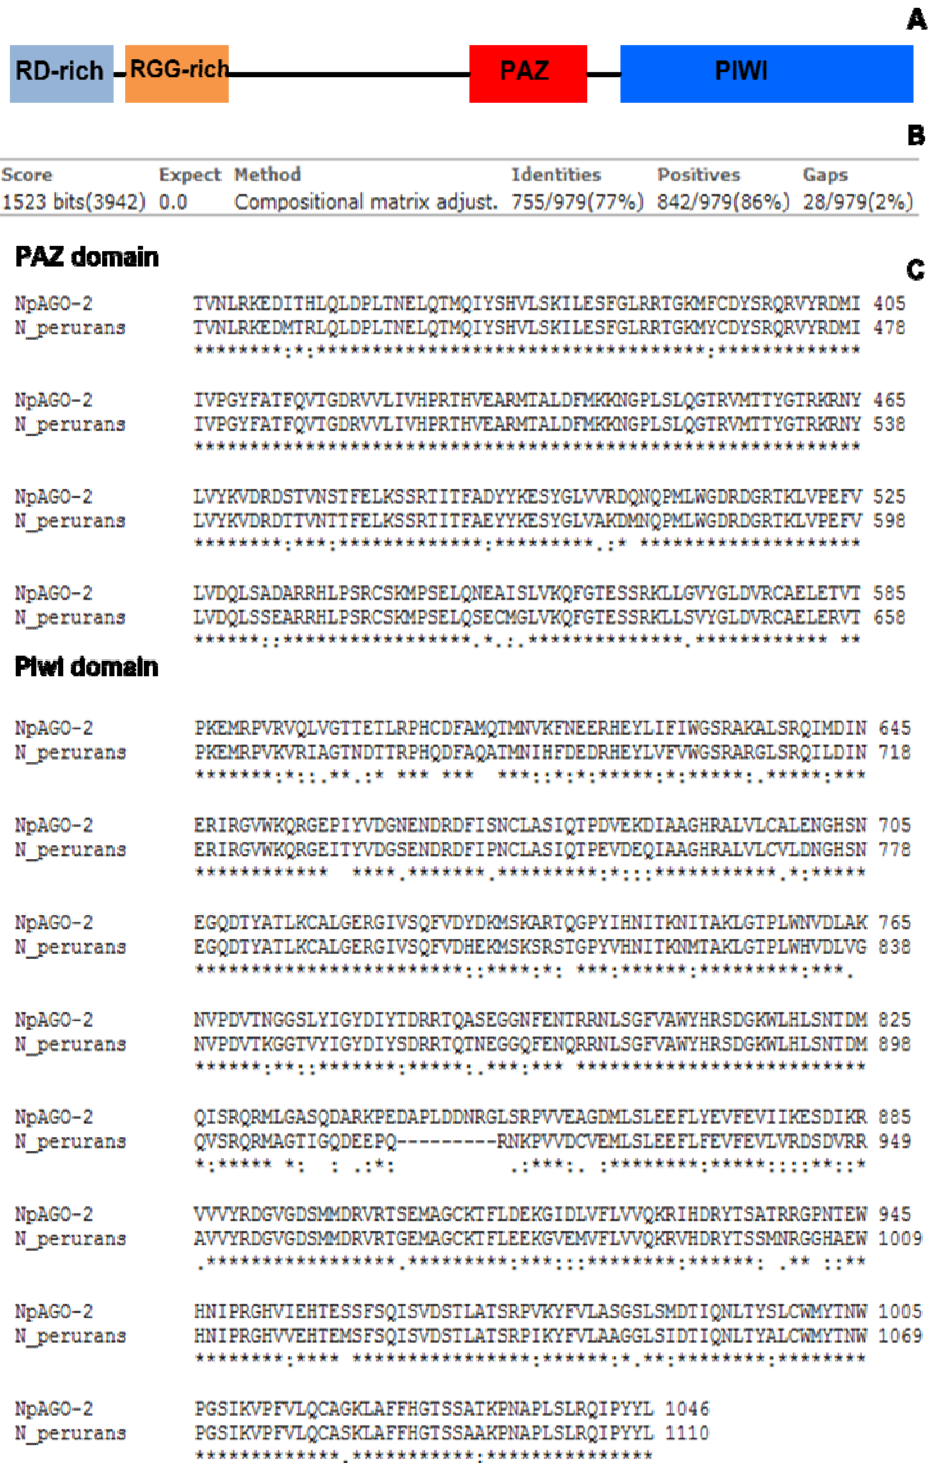 A
RD-rich RGG-rich PAZ PIWI
B
Score Expect Method Identities Positives Gaps
1523 bits(3942) 0.0 Compositional matrix adjust. 755/979(77%) 842/979(86%) 28/979(2%)
PAZ domain
C
NpAGO-2 TVNLRKEDITHLQLDPLTNELQTMQIYSHVLSKILESFGLRRTGKMFCDYSRQRVYRDMI 405
N_perurans TVNLRKEDMTRLQLDPLTNELQTMQIYSHVLSKILESFGLRRTGKMYCDYSRQRVYRDMI 478
********:*:***********************************:*************
NpAGO-2 IVPGYFATFQVTGDRVVLIVHPRTHVEARMTALDFMKKNGPLSLQGTRVMTTYGTRKRNY 465
N_perurans IVPGYFATFQVTGDRVVLIVHPRTHVEARMTALDFMKKNGPLSLQGTRVMTTYGTRKRNY 538
************************************************************
NpAGO-2 LVYKVDRDSTVNSTFELKSSRTITFADYYKESYGLVVRDQNQPMLWGDRDGRTKLVPEFV 525
N_perurans LVYKVDRDTTVNTTFELKSSRTITFAEYYKESYGLVAKDMNQPMLWGDRDGRTKLVPEFV 598
********:***:*************:*********.:* ********************
NpAGO-2 LVDQLSADARRHLPSRCSKMPSELQNEAISLVKQFGTESSRKLLGVYGLDVRCAELETVT 585
N_perurans LVDQLSSEARRHLPSRCSKMPSELQSECMGLVKQFGTESSRKLLSVYGLDVRCAELERVT 658
******::*****************.*.:.**************.************ **
Piwi domain
NpAGO-2 PKEMRPVRVQLVGTTETLRPHCDFAMQTMNVKFNEERHEYLIFIWGSRAKALSRQIMDIN 645
N_perurans PKEMRPVKVRIAGTNDTTRPHQDFAQATMNIHFDEDRHEYLVFVWGSRARGLSRQILDIN 718
*******:*::.**.:* *** *** ***::*:*:*****:*:*****:.*****:***
NpAGO-2 ERIRGVWKQRGEPIYVDGNENDRDFISNCLASIQTPDVEKDIAAGHRALVLCALENGHSN 705
N_perurans ERIRGVWKQRGEITYVDGSENDRDFIPNCLASIQTPEVDEQIAAGHRALVLCVLDNGHSN 778
************ ****.*******.*********:*:::***********.*:*****
NpAGO-2 EGQDTYATLKCALGERGIVSQFVDYDKMSKARTQGPYIHNITKNITAKLGTPLWNVDLAK 765
N_perurans EGQDTYATLKCALGERGIVSQFVDHEKMSKSRSTGPYVHNITKNMTAKLGTPLWHVDLVG 838
************************::****:*: ***:******:*********:***.
NpAGO-2 NVPDVTNGGSLYIGYDIYTDRRTQASEGGNFENTRRNLSGFVAWYHRSDGKWLHLSNTDM 825
N_perurans NVPDVTKGGTVYIGYDIYSDRRTQTNEGGQFENQRRNLSGFVAWYHRSDGKWLHLSNTDM 898
******:**::*******:*****:.***:*** **************************
NpAGO-2 QISRQRMLGASQDARKPEDAPLDDNRGLSRPVVEAGDMLSLEEFLYEVFEVIIKESDIKR 885
N_perurans QVSRQRMAGTIGQDEEPQ---------RNKPVVDCVEMLSLEEFLFEVFEVLVRDSDVRR 949
*:***** *: : .:*: .:***:. :********:*****::::**::*
NpAGO-2 VVVYRDGVGDSMMDRVRTSEMAGCKTFLDEKGIDLVFLVVQKRIHDRYTSATRRGPNTEW 945
N_perurans AVVYRDGVGDSMMDRVRTGEMAGCKTFLEEKGVEMVFLVVQKRVHDRYTSSMNRGGHAEW 1009
.*****************.*********:***:::********:******: .** ::**
NpAGO-2 HNIPRGHVIEHTESSFSQISVDSTLATSRPVKYFVLASGSLSMDTIQNLTYSLCWMYTNW 1005
N_perurans HNIPRGHVVEHTEMSFSQISVDSTLATSRPIKYFVLAAGGLSIDTIQNLTYALCWMYTNW 1069
********:**** ****************:******:*.**:********:********
NpAGO-2 PGSIKVPFVLQCAGKLAFFHGTSSATKPNAPLSLRQIPYYL 1046
N_perurans PGSIKVPFVLQCASKLAFFHGTSSAAKPNAPLSLRQIPYYL 1110
*************.***********:***************